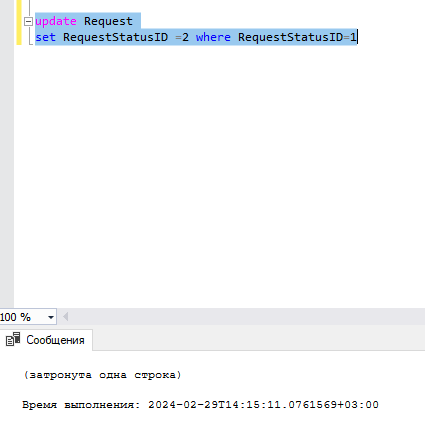 update Request
set RequestStatusID =2 where RequestStatusID=1
100 %
Сообщения
(затронута одна строка)
Время выполнения: 2024-02-29T14:15:11.0761569+03:00